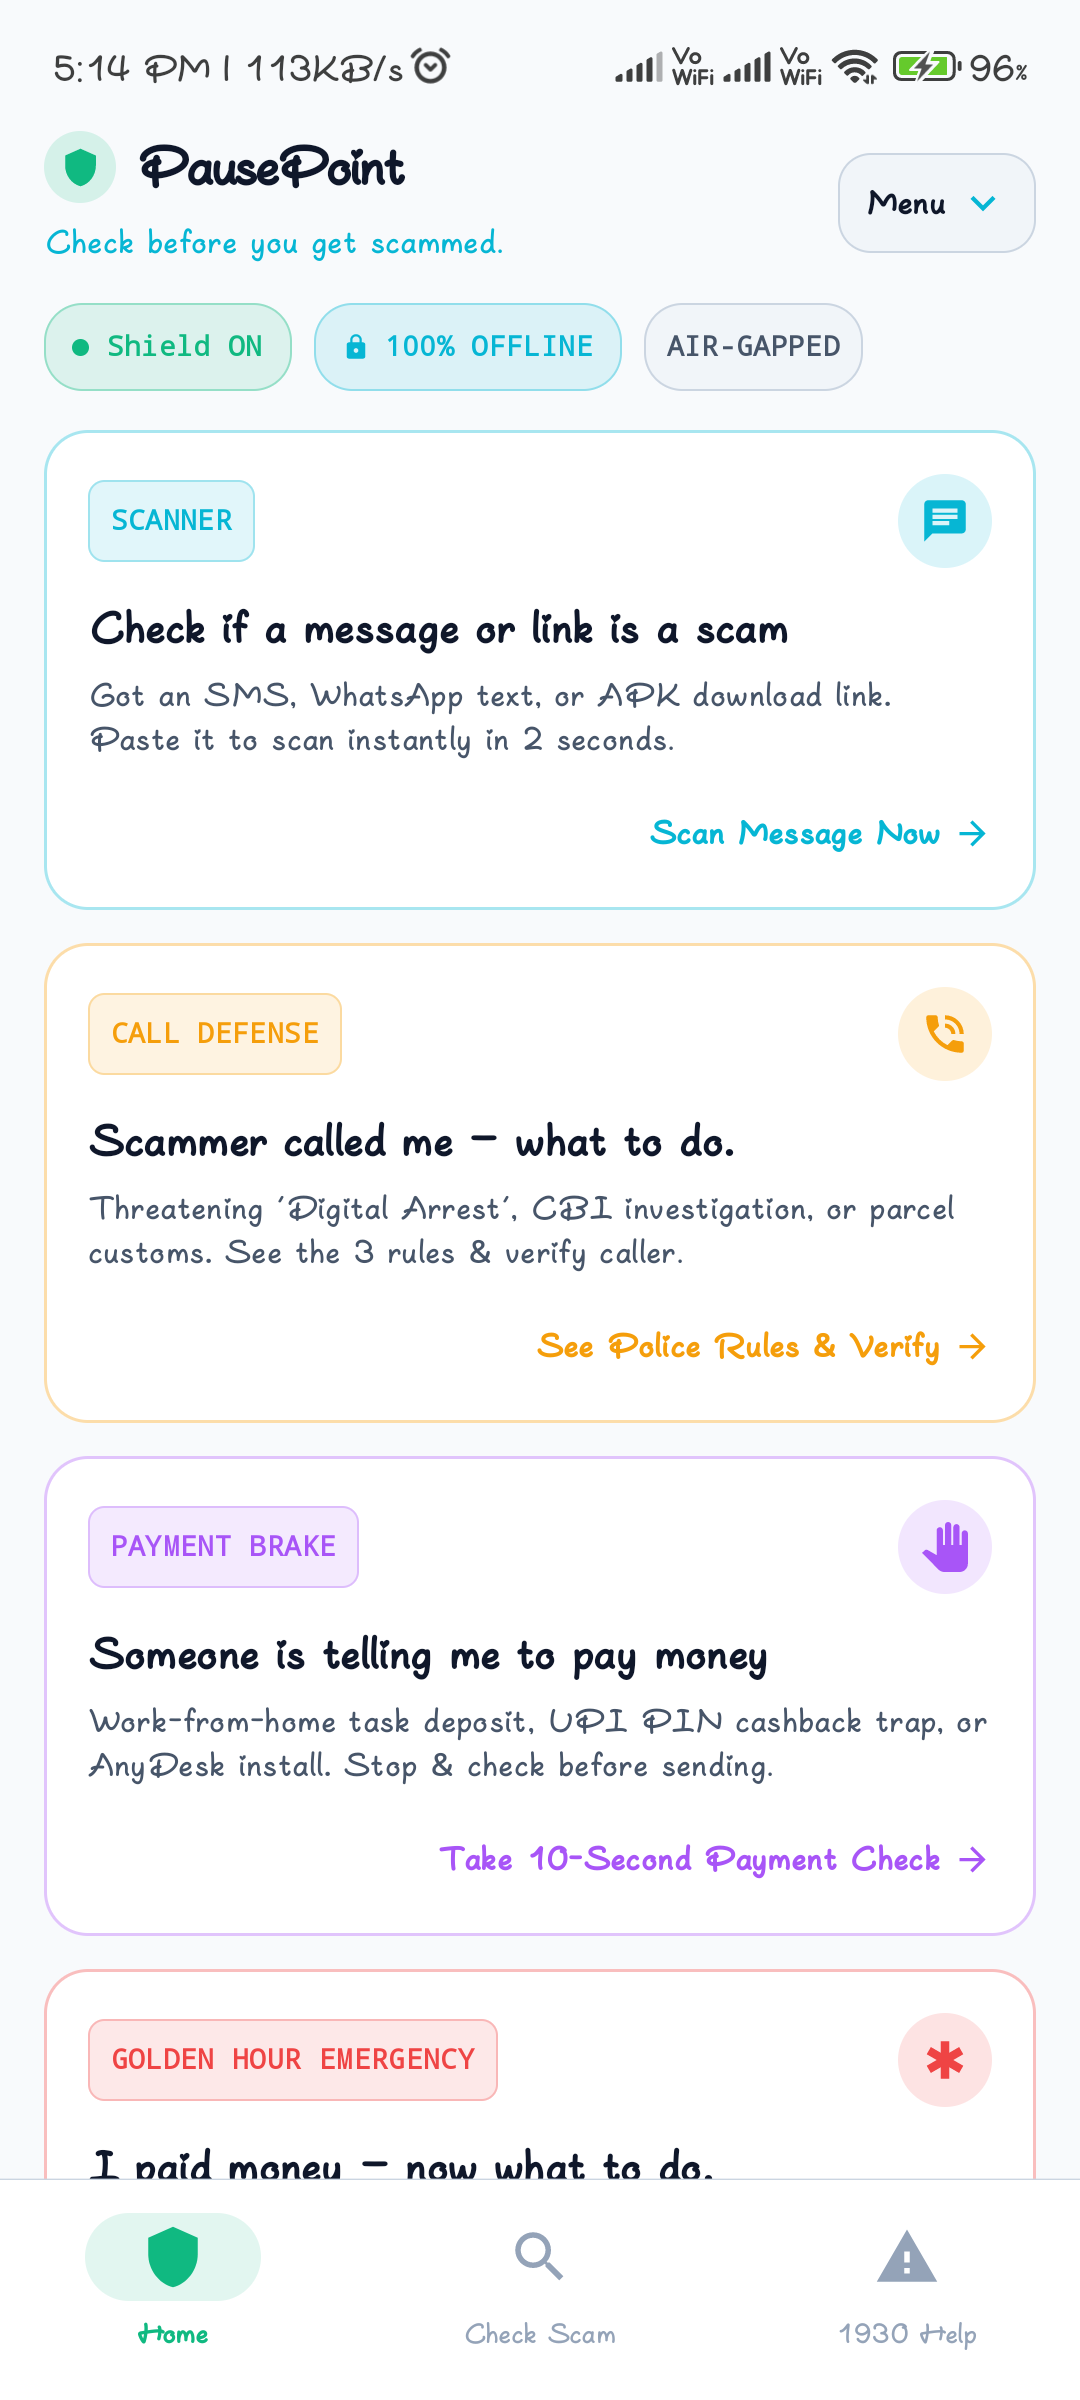 5:14 PM | 113KB/s
Vo WiFi Vo WiFi 96%
PausePoint
Check before you get scammed.
Menu
Shield ON
100% OFFLINE
AIR-GAPPED
SCANNER
Check if a message or link is a scam
Got an SMS, WhatsApp text, or APK download link.
Paste it to scan instantly in 2 seconds.
Scan Message Now →
CALL DEFENSE
Scammer called me – what to do.
Threatening 'Digital Arrest', CBI investigation, or parcel
customs. See the 3 rules & verify caller.
See Police Rules & Verify →
PAYMENT BRAKE
Someone is telling me to pay money
Work-from-home task deposit, UPI PIN cashback trap, or
AnyDesk install. Stop & check before sending.
Take 10-Second Payment Check →
GOLDEN HOUR EMERGENCY
I paid money – now what to do.
Home
Check Scam
1930 Help